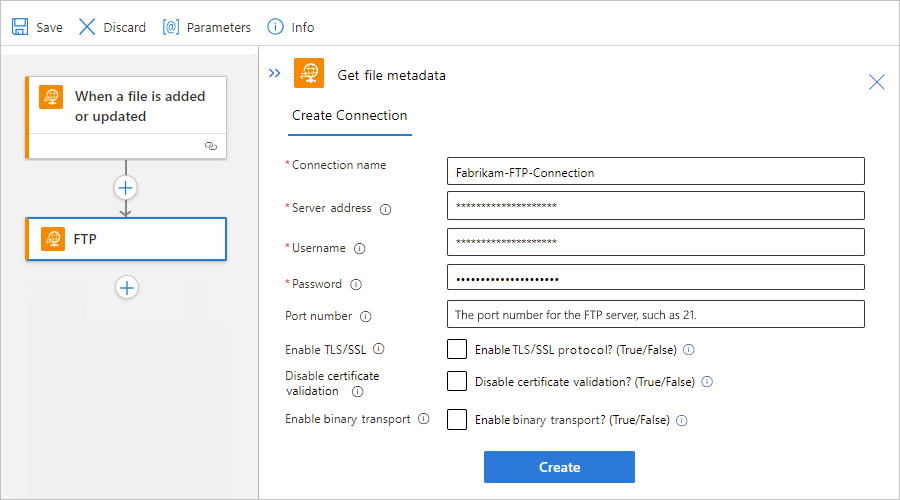 Save Discard [@] Parameters Info
When a file is added
or updated
FTP
Get file metadata
Create Connection
*Connection name
Fabrikam-FTP-Connection
*Server address
********************
*Username
********************
*Password
•••••••••••••••••••••
Port number
The port number for the FTP server, such as 21.
Enable TLS/SSL
Enable TLS/SSL protocol? (True/False)
Disable certificate
validation
Disable certificate validation? (True/False)
Enable binary transport
Enable binary transport? (True/False)
Create